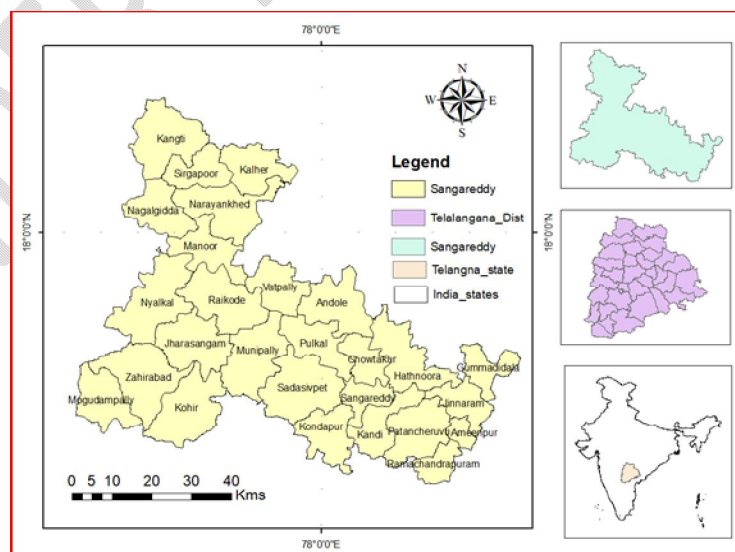 78°0'0"E
N
W E
S
Kangti
Sirgapoor
Kalher
Legend
Sangareddy
Nagalgidda
Narayankhed
Telalangana_Dist
18°0'0"N
18°0'0"N
Manoor
Sangareddy
Telangna_state
India_states
Nyalkal
Raikode
Vatpally
Andole
Jharasangam
Munipally
Pulkal
Chowtakur
Hathnoora
Gummadidala
Zahirabad
Mogudampally
Kohir
Sadasivpet
Sangareddy
Jinnaram
Kondapur
Kandi
Patancheruvu
Ameenpur
Ramachandrapuram
0 5 10 20 30 40
Kms
78°0'0"E